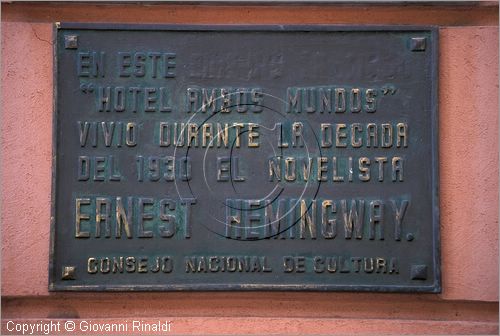 EN ESTE
"HOTEL AMBOS MUNDOS"
VIVIO DURANTE LA DECADA
DEL 1930 EL NOVELISTA
ERNEST HEMINGWAY.
CONSEJO NACIONAL DE CULTURA
Copyright © Giovanni Rinaldi